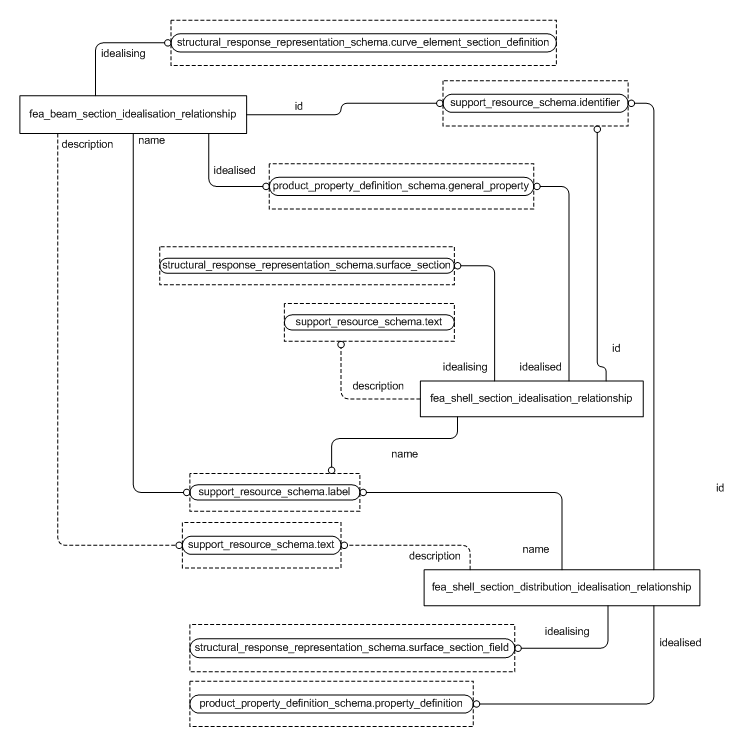 structural_response_representation_schema.curve_element_section_definition
idealising
id
support_resource_schema.identifier
fea_beam_section_idealisation_relationship
description
name
idealised
product_property_definition_schema.general_property
structural_response_representation_schema.surface_section
support_resource_schema.text
id
idealising
idealised
description
fea_shell_section_idealisation_relationship
name
support_resource_schema.label
id
support_resource_schema.text
name
description
fea_shell_section_distribution_idealisation_relationship
idealising
idealised
structural_response_representation_schema.surface_section_field
product_property_definition_schema.property_definition